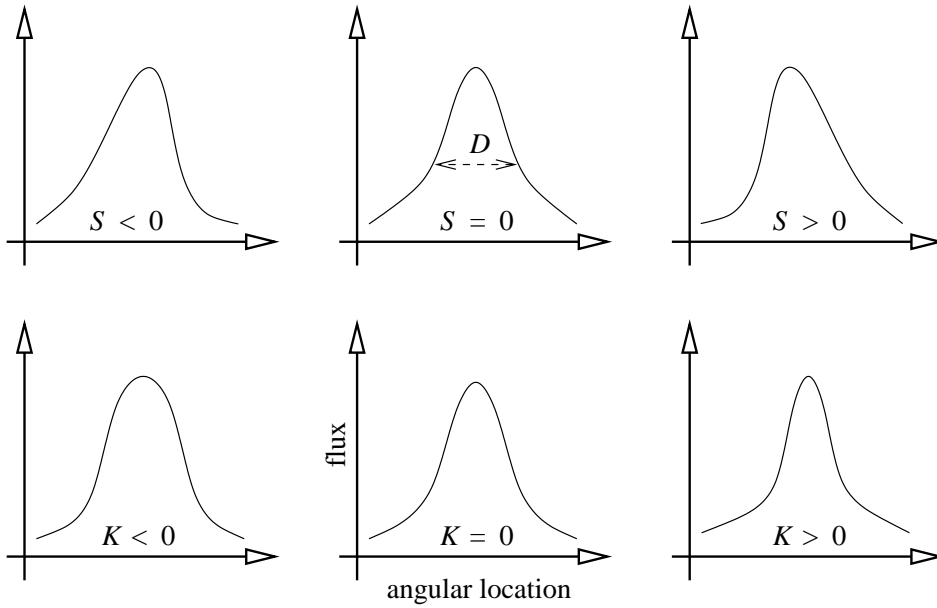 D
S < 0
S = 0
S > 0
flux
K < 0
K = 0
K > 0
angular location